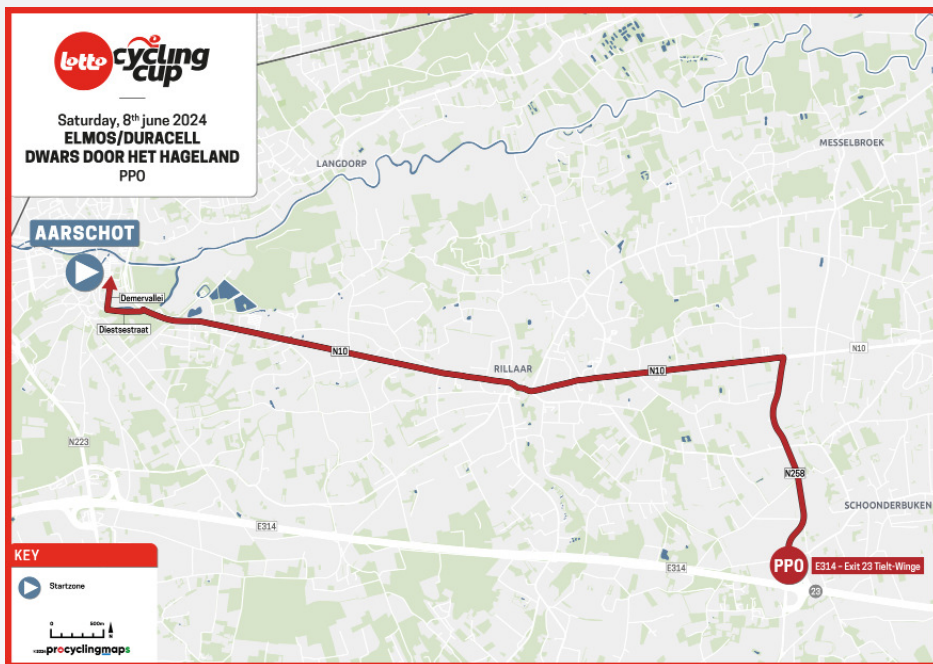 Lotto cycling cup
Saturday, 8th june 2024
ELMOS/DURACELL
DWARS DOOR HET HAGELAND
PPO
LANGDORP
MESSELBROEK
AARSCHOT
Demervallei
Diestsestraat
N10
RILLAAR
N10
N10
N223
N258
SCHOONDERBUKEN
E314
E314
PPO
E314 - Exit 23 Tielt-Winge
23
KEY
Startzone
0 500m
procyclingmaps